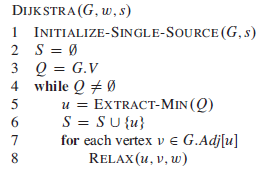 DIJKSTRA(G, w, s)
1 INITIALIZE-SINGLE-SOURCE(G, s)
2 S = ∅
3 Q = G.V
4 while Q ≠ ∅
5 u = EXTRACT-MIN(Q)
6 S = S ∪ {u}
7 for each vertex v ∈ G.Adj[u]
8 RELAX(u, v, w)